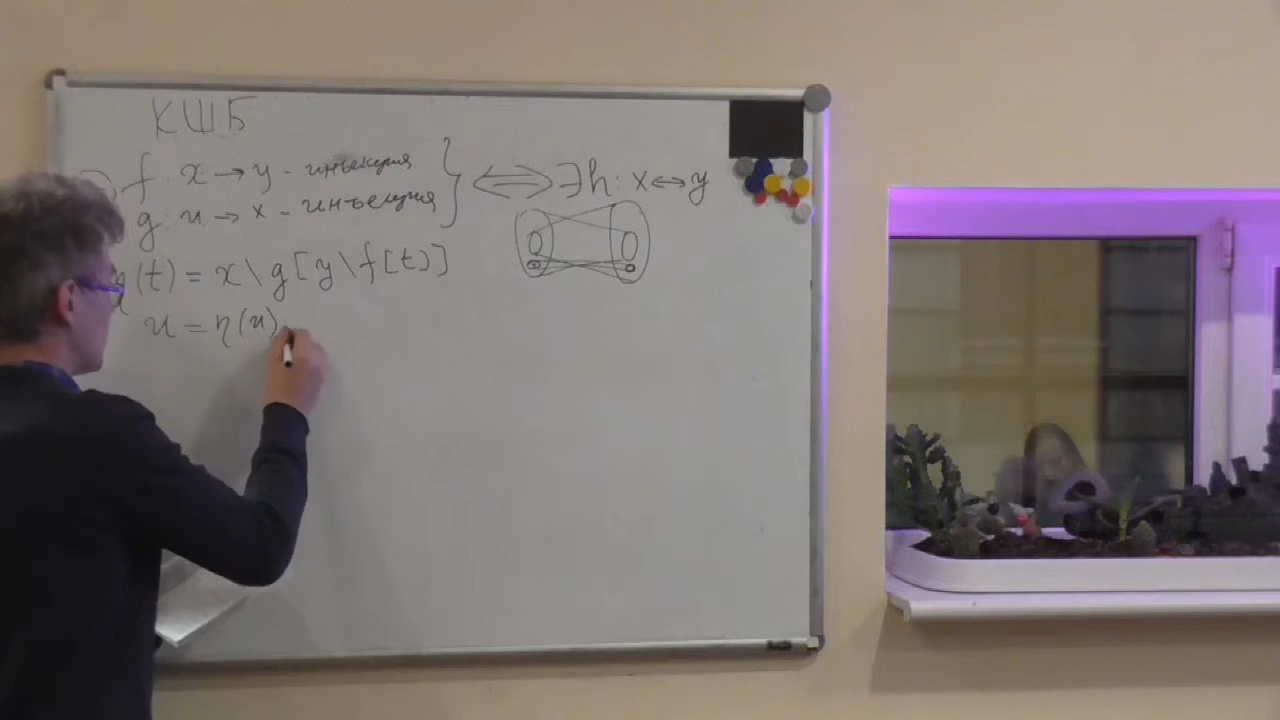 КШБ
f: x → y - инъекция } ⟺ ∃h: x ↔ y
g: y → x - инъекция
η(t) = x \ g[y \ f[t]]
u = η(u)